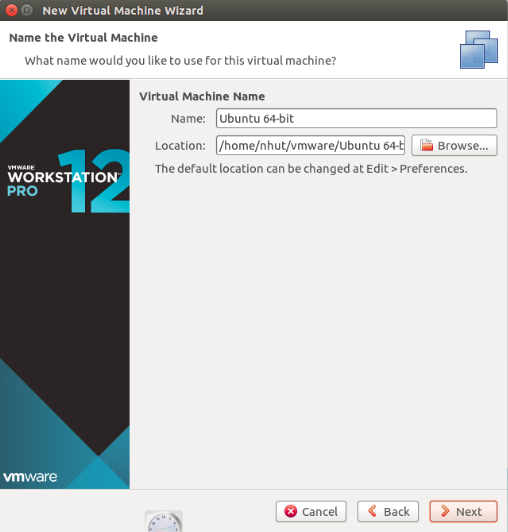 New Virtual Machine Wizard
Name the Virtual Machine
What name would you like to use for this virtual machine?
Virtual Machine Name
Name: Ubuntu 64-bit
Location: /home/nhut/vmware/Ubuntu 64-b Browse...
The default location can be changed at Edit > Preferences.
VMWARE
WORKSTATION 12
PRO
vmware
Cancel Back Next